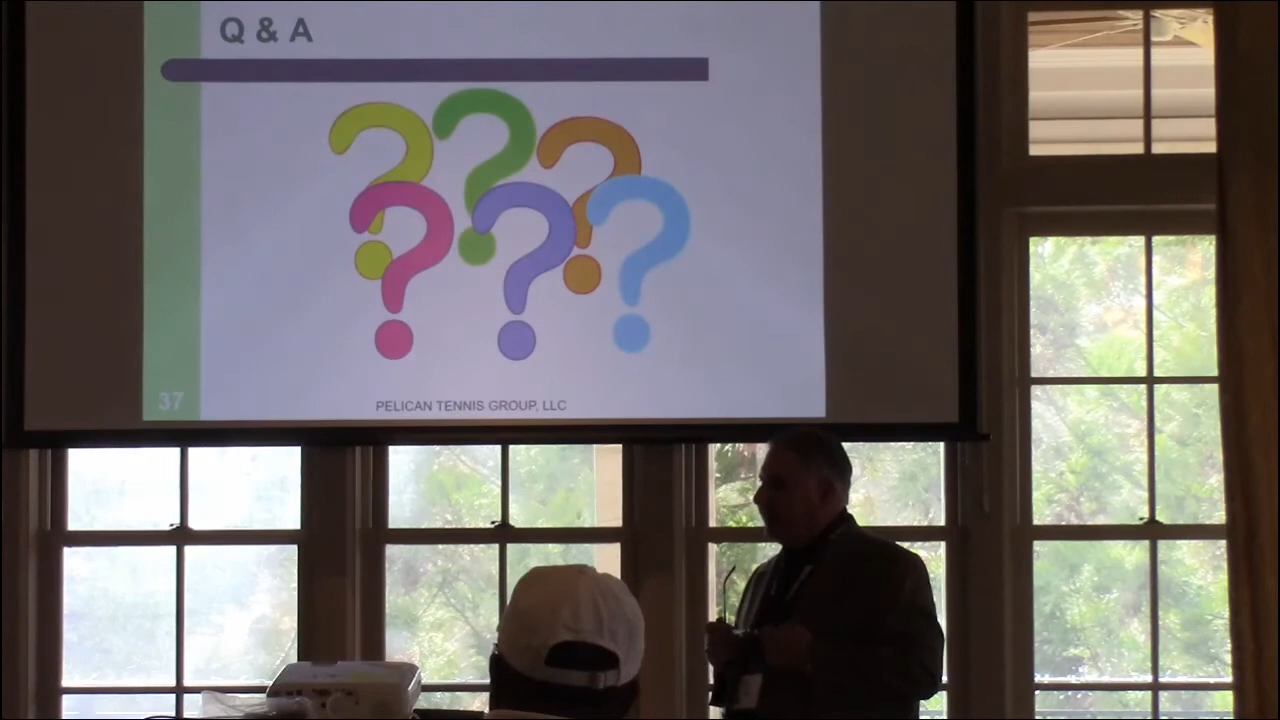 Q & A
? ? ?
? ? ?
37
PELICAN TENNIS GROUP, LLC